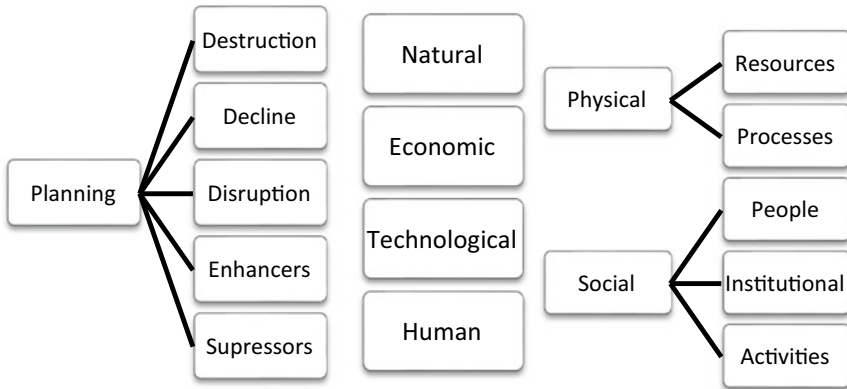 Planning
Destruction
Decline
Disruption
Enhancers
Supressors
Natural
Economic
Technological
Human
Physical
Resources
Processes
Social
People
Institutional
Activities